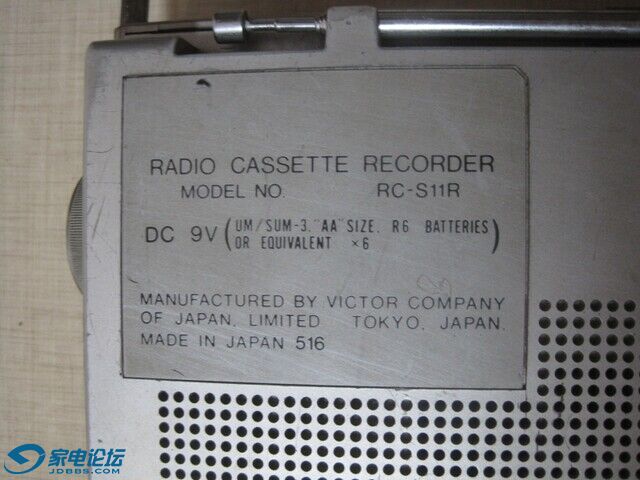 RADIO CASSETTE RECORDER
MODEL NO. RC-S11R
DC 9V (UM/SUM-3. "AA" SIZE, R6 BATTERIES)
OR EQUIVALENT ×6
MANUFACTURED BY VICTOR COMPANY
OF JAPAN, LIMITED TOKYO, JAPAN.
MADE IN JAPAN 516
家电论坛
JDBBS.COM